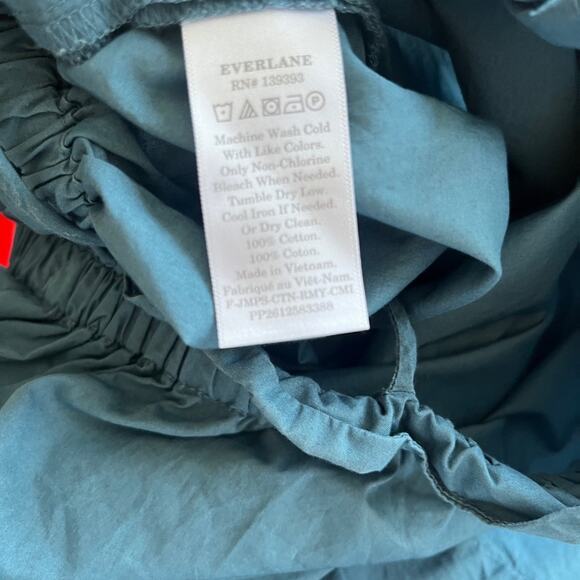 EVERLANE
RN# 139393
Machine Wash Cold
With Like Colors.
Only Non-Chlorine
Bleach When Needed.
Tumble Dry Low.
Cool Iron If Needed.
Or Dry Clean.
100% Cotton.
100% Coton.
Made in Vietnam.
Fabriqué au Viêt-Nam.
F-JMPS-CTN-RMY-CM1
PP2612583388